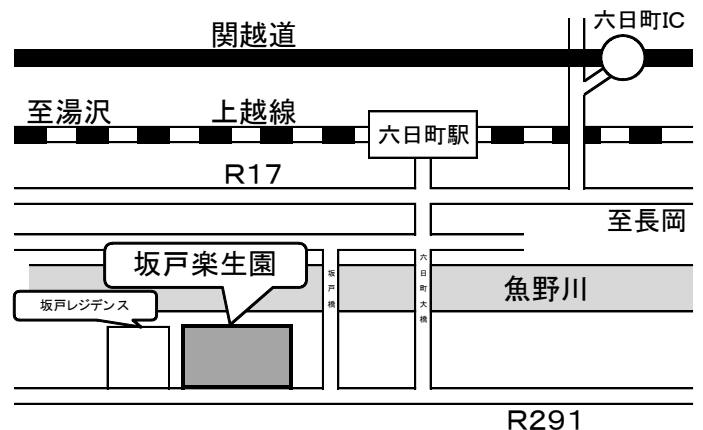 六日町IC
関越道
至湯沢
上越線
六日町駅
R17
至長岡
坂戸楽生園
坂戸橋
六日町大橋
魚野川
坂戸レジデンス
R291